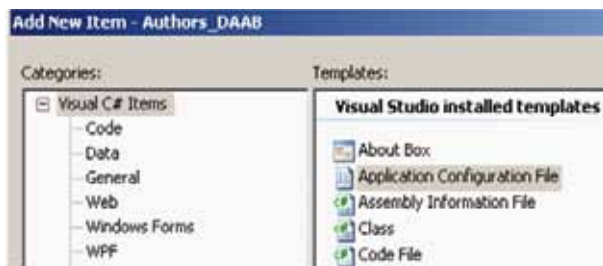 Add New Item - Authors_DAAB
Categories:
Visual C# Items
Code
Data
General
Web
Windows Forms
WPF
Templates:
Visual Studio installed templates
About Box
Application Configuration File
Assembly Information File
Class
Code File